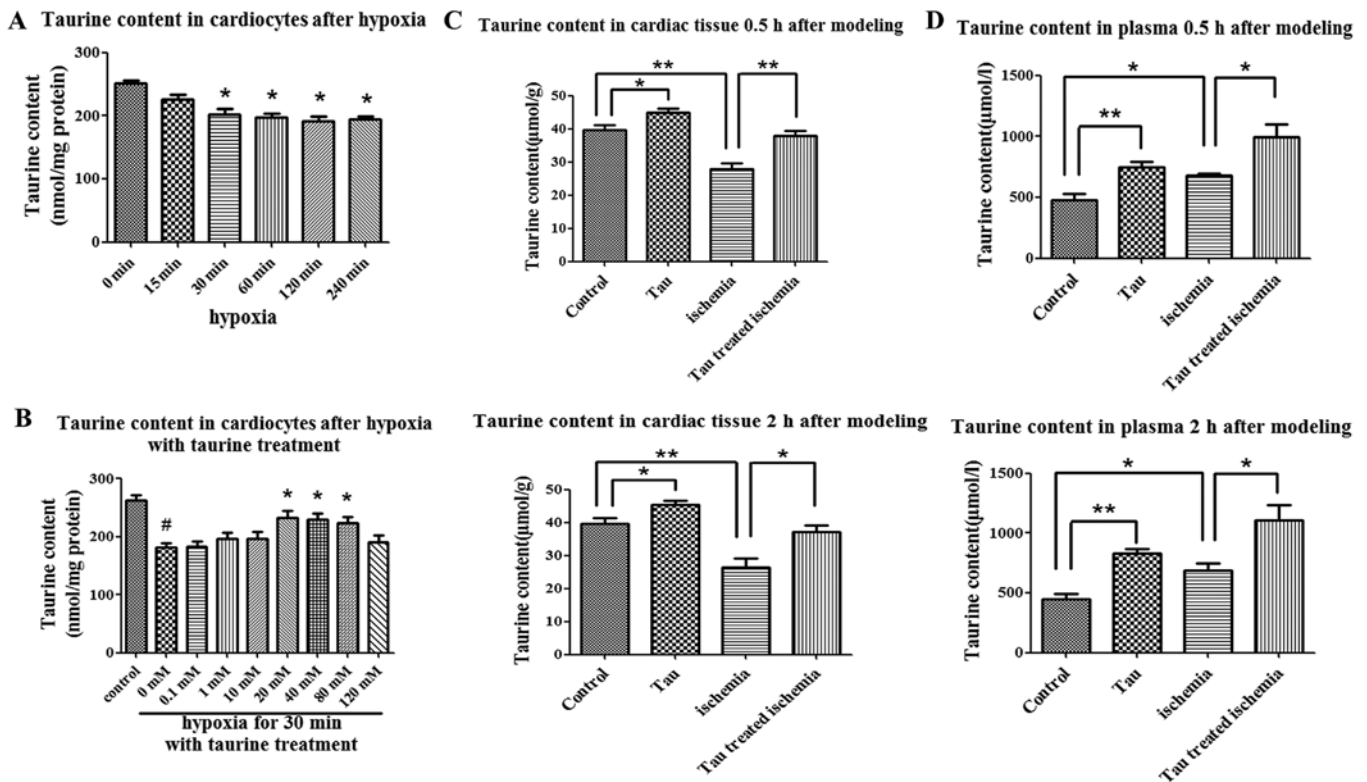 A
Taurine content in cardiocytes after hypoxia
Taurine content
(nmol/mg protein)
300
200
100
0
* * * *
0 min
15 min
30 min
60 min
120 min
240 min
hypoxia
B
Taurine content in cardiocytes after hypoxia
with taurine treatment
Taurine content
(nmol/mg protein)
300
200
100
0
# * * *
control
0 mM
0.1 mM
1 mM
10 mM
20 mM
40 mM
80 mM
120 mM
hypoxia for 30 min
with taurine treatment
C
Taurine content in cardiac tissue 0.5 h after modeling
Taurine content(μmol/g)
50
40
30
20
10
0
** **
*
Control
Tau
ischemia
Tau treated ischemia
Taurine content in cardiac tissue 2 h after modeling
Taurine content(μmol/g)
50
40
30
20
10
0
** *
*
Control
Tau
ischemia
Tau treated ischemia
D
Taurine content in plasma 0.5 h after modeling
Taurine content(μmol/l)
1500
1000
500
0
* *
**
Control
Tau
ischemia
Tau treated ischemia
Taurine content in plasma 2 h after modeling
Taurine content(μmol/l)
1500
1000
500
0
* *
**
Control
Tau
ischemia
Tau treated ischemia